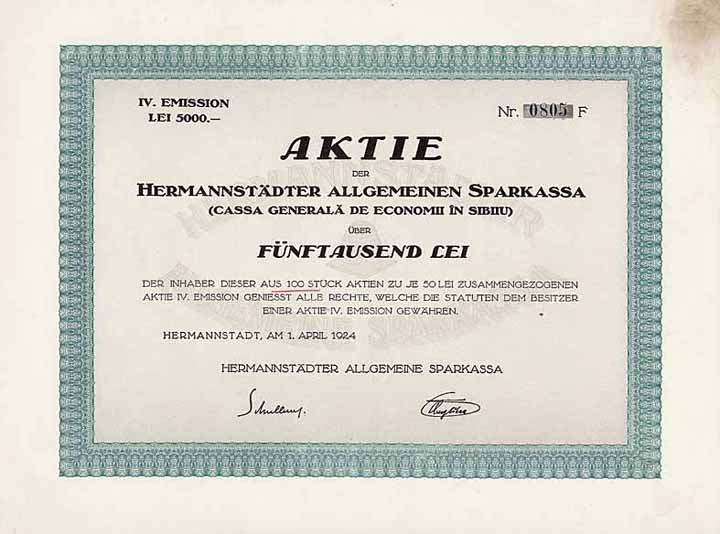 IV. EMISSION
LEI 5000.—
Nr. 0805 F
AKTIE
DER
HERMANNSTÄDTER ALLGEMEINEN SPARKASSA
(CASSA GENERALĂ DE ECONOMII ÎN SIBIIU)
ÜBER
FÜNFTAUSEND LEI
DER INHABER DIESER AUS 100 STÜCK AKTIEN ZU JE 50 LEI ZUSAMMENGEZOGENEN
AKTIE IV. EMISSION GENIESST ALLE RECHTE, WELCHE DIE STATUTEN DEM BESITZER
EINER AKTIE IV. EMISSION GEWÄHREN.
HERMANNSTADT, AM 1. APRIL 1924
HERMANNSTÄDTER ALLGEMEINE SPARKASSA